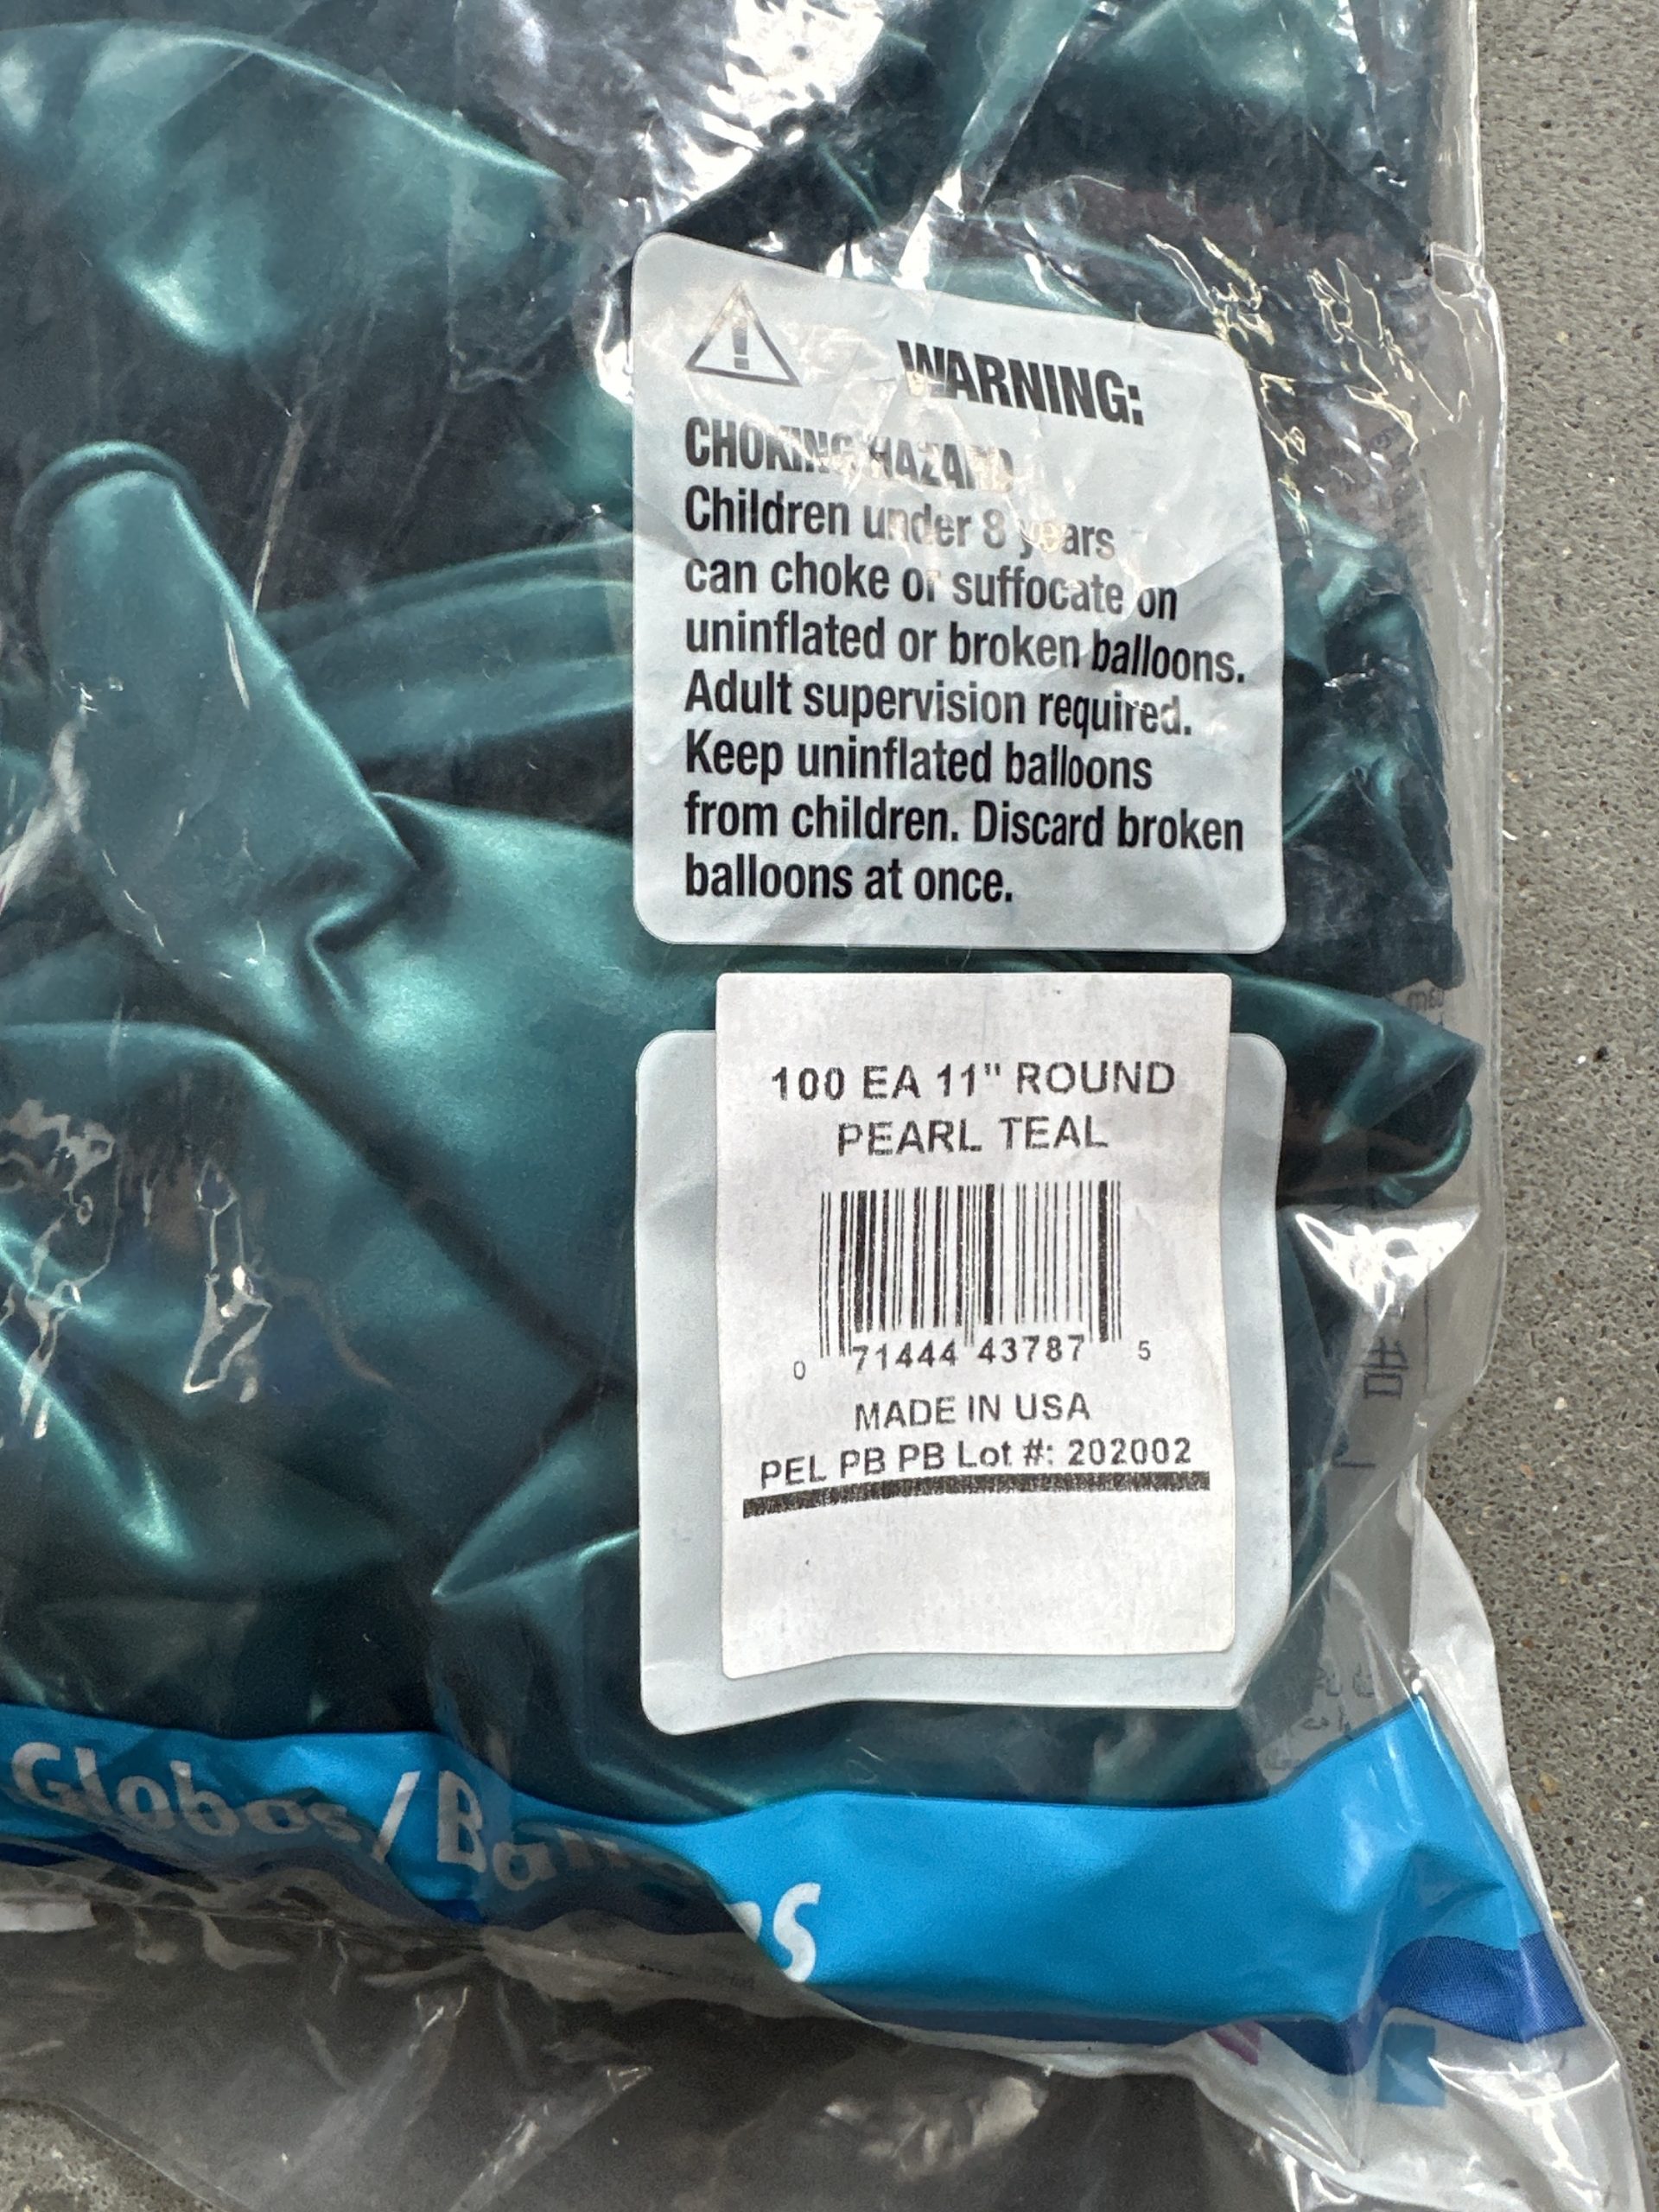 WARNING:
CHOKING HAZARD
Children under 8 years
can choke or suffocate on
uninflated or broken balloons.
Adult supervision required.
Keep uninflated balloons
from children. Discard broken
balloons at once.
100 EA 11" ROUND
PEARL TEAL
0 71444 43787 5
MADE IN USA
PEL PB PB Lot #: 202002
Globos/Balloons